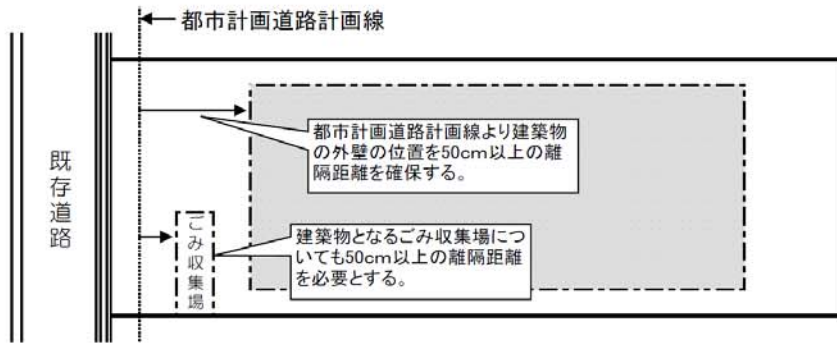 都市計画道路計画線
都市計画道路計画線より建築物
の外壁の位置を50cm以上の離
隔距離を確保する。
既存道路
ごみ収集場
建築物となるごみ収集場につ
いても50cm以上の離隔距離
を必要とする。